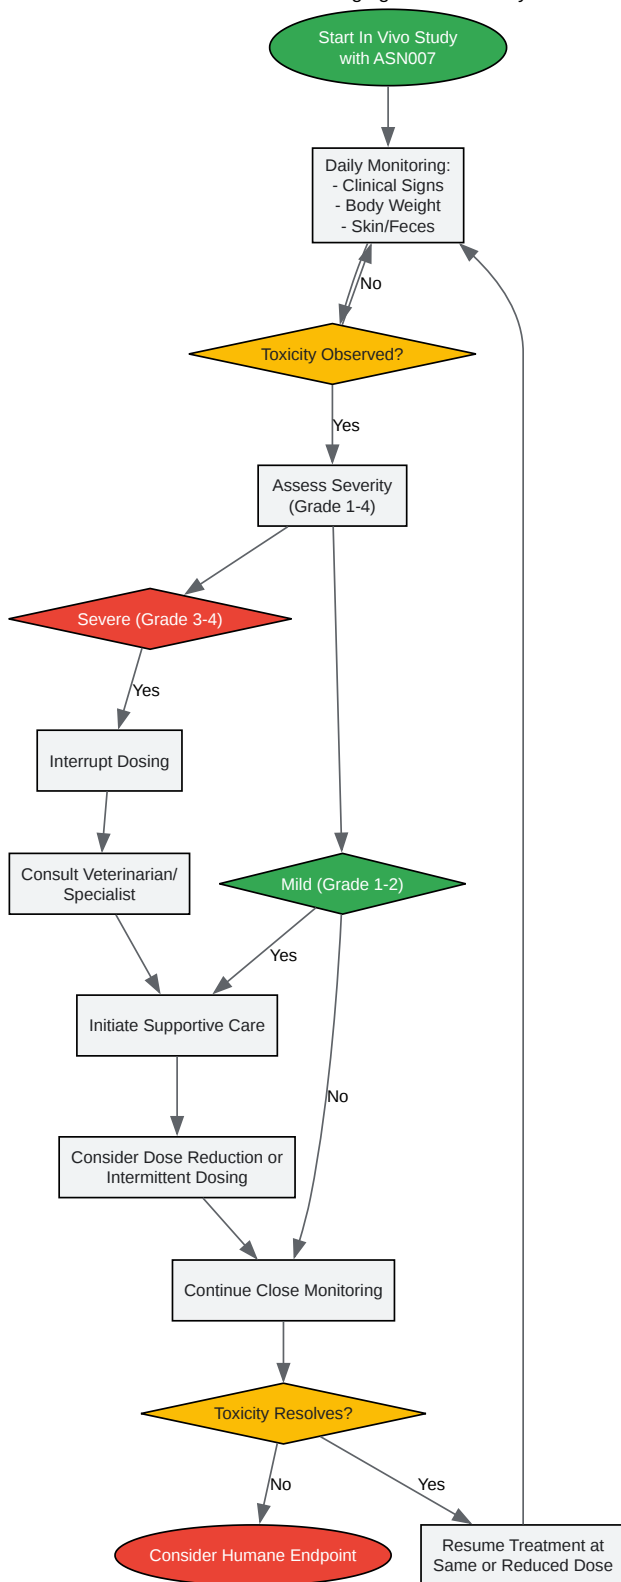 Start In Vivo Study
with ASN007
Daily Monitoring:
- Clinical Signs
- Body Weight
- Skin/Feces
No
Toxicity Observed?
Yes
Assess Severity
(Grade 1-4)
Severe (Grade 3-4)
Yes
Interrupt Dosing
Consult Veterinarian/
Specialist
Mild (Grade 1-2)
Yes
Initiate Supportive Care
No
Consider Dose Reduction or
Intermittent Dosing
Continue Close Monitoring
Toxicity Resolves?
No
Yes
Consider Humane Endpoint
Resume Treatment at
Same or Reduced Dose